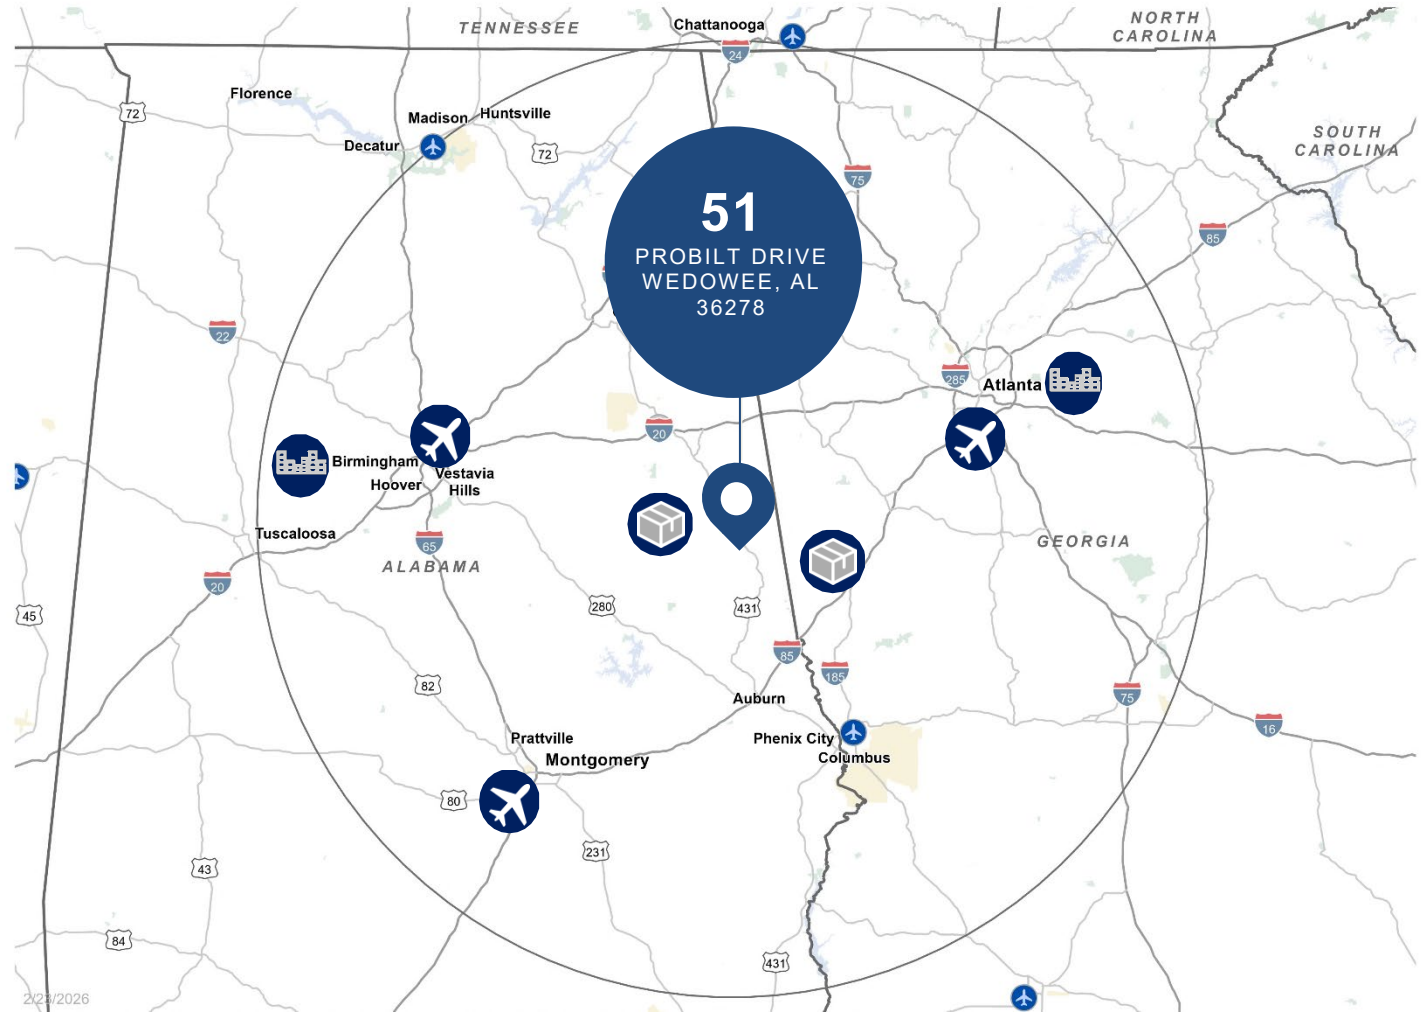 TENNESSEE
Chattanooga
NORTH
CAROLINA
24
Florence
72
Madison
Huntsville
Decatur
72
SOUTH
CAROLINA
75
51
PROBILT DRIVE
WEDOWEE, AL
36278
85
22
285
Atlanta
20
Birmingham
Vestavia
Hills
Hoover
Tuscaloosa
65
ALABAMA
GEORGIA
20
45
280
431
85
185
82
75
Auburn
16
Prattville
Phenix City
Montgomery
Columbus
80
231
43
84
431
2/23/2026